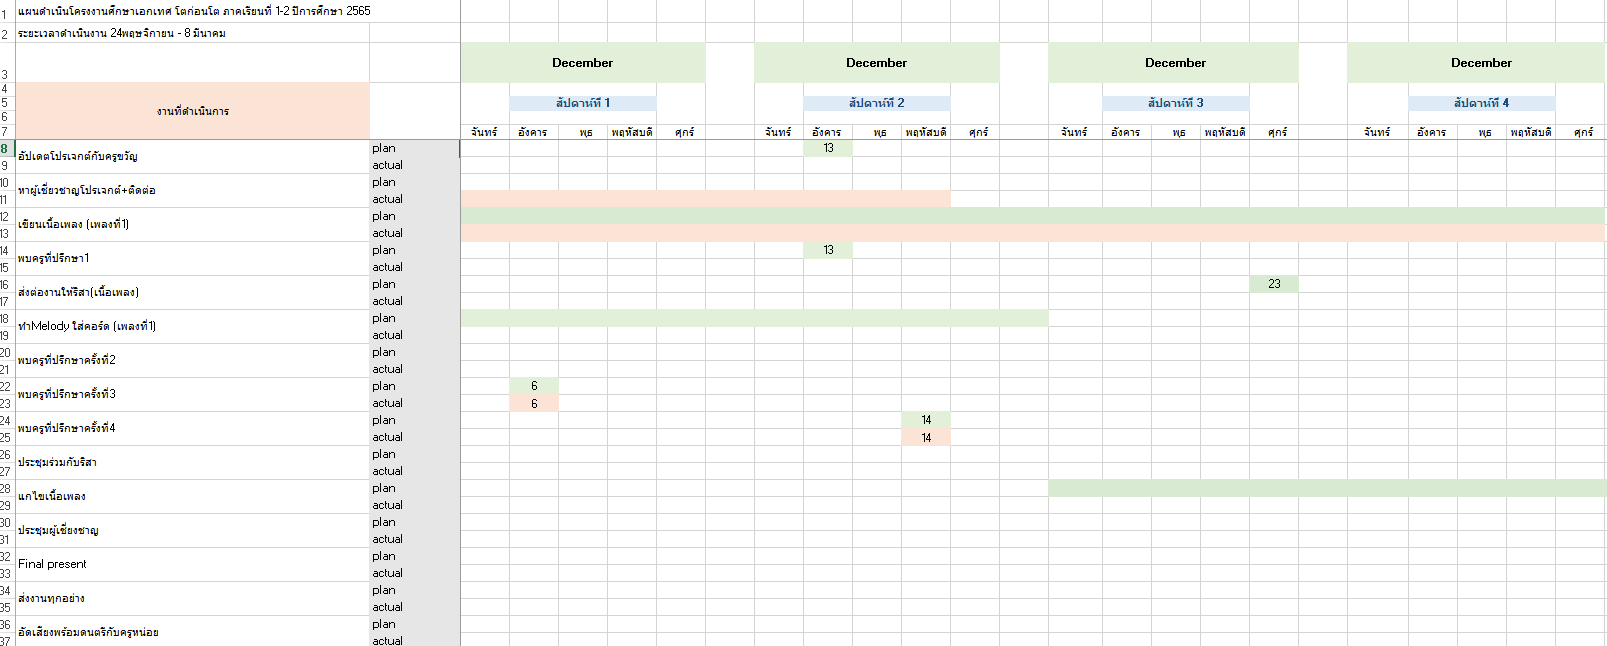 1 แผนดำเนินโครงงานศึกษาเอกเทศ โตก่อนโต ภาคเรียนที่ 1-2 ปีการศึกษา 2565
2 ระยะเวลาดำเนินงาน 24พฤษจิกายน - 8 มีนาคม
3 December December December December
4
งานที่ดำเนินการ
5 สัปดาห์ที่ 1 สัปดาห์ที่ 2 สัปดาห์ที่ 3 สัปดาห์ที่ 4
6
7 จันทร์ อังคาร พุธ พฤหัสบดี ศุกร์ จันทร์ อังคาร พุธ พฤหัสบดี ศุกร์ จันทร์ อังคาร พุธ พฤหัสบดี ศุกร์ จันทร์ อังคาร พุธ พฤหัสบดี ศุกร์
อัปเดตโปรเจกต์กับครูขวัญ
8 plan 13
9 actual
หาผู้เชี่ยวชาญโปรเจกต์+ติดต่อ
10 plan
11 actual
เขียนเนื้อเพลง (เพลงที่1)
12 plan
13 actual
พบครูที่ปรึกษา1
14 plan 13
15 actual
ส่งต่องานให้ริสา(เนื้อเพลง)
16 plan 23
17 actual
ทำMelody ใส่คอร์ด (เพลงที่1)
18 plan
19 actual
พบครูที่ปรึกษาครั้งที่2
20 plan
21 actual
พบครูที่ปรึกษาครั้งที่3
22 plan 6
23 actual 6
พบครูที่ปรึกษาครั้งที่4
24 plan 14
25 actual 14
ประชุมร่วมกับริสา
26 plan
27 actual
แก้ไขเนื้อเพลง
28 plan
29 actual
ประชุมผู้เชี่ยงชาญ
30 plan
31 actual
Final present
32 plan
33 actual
ส่งงานทุกอย่าง
34 plan
35 actual
อัดเสียงพร้อมดนตรีกับครูหน่อย
36 plan
37 actual